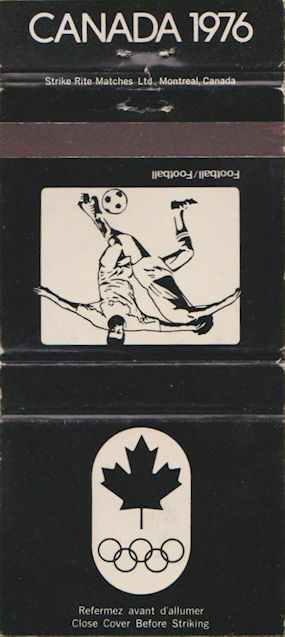 CANADA 1976
Strike Rite Matches Ltd., Montreal, Canada
Football/Football
Refermez avant d'allumer
Close Cover Before Striking